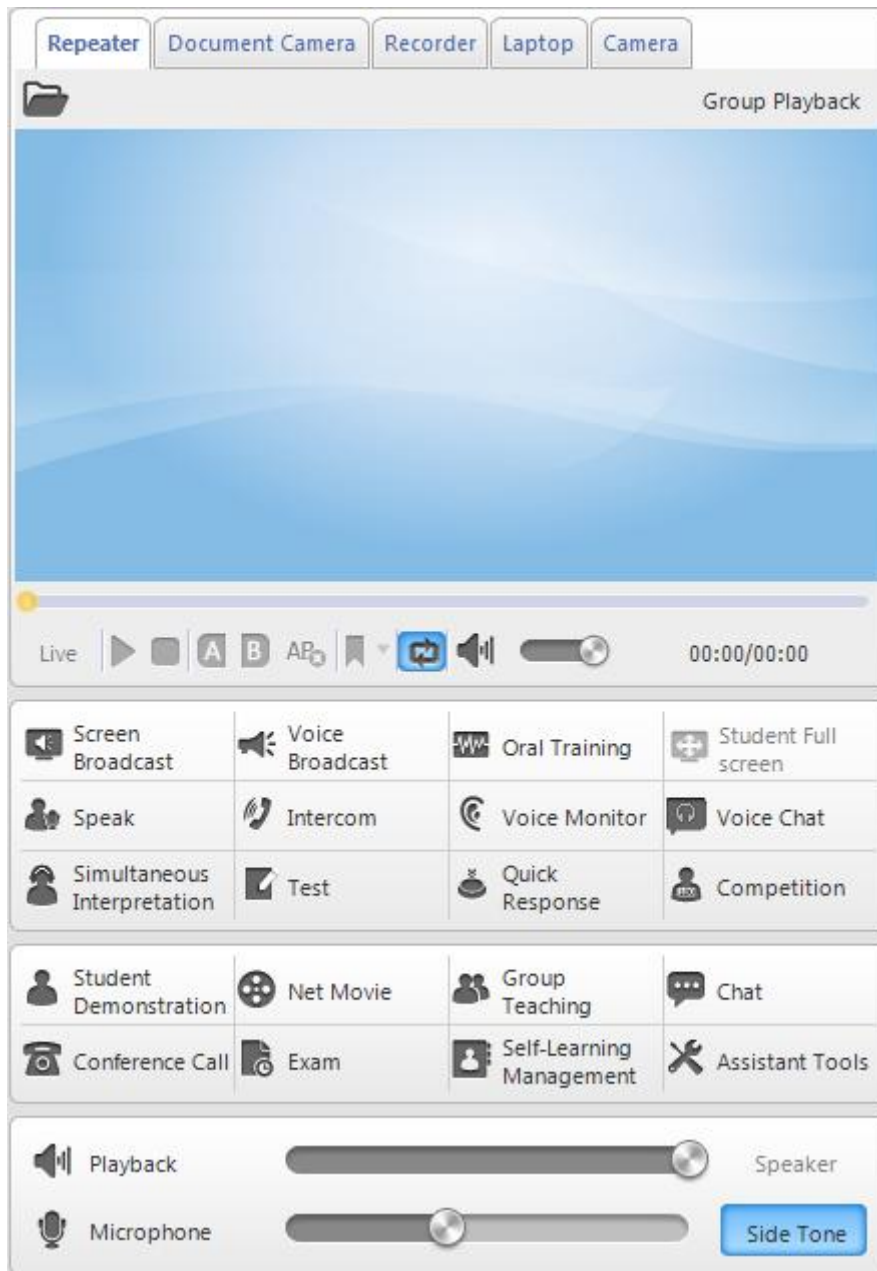 Repeater Document Camera Recorder Laptop Camera
Group Playback
Live A B AB 00:00/00:00
Screen Broadcast
Voice Broadcast
Oral Training
Student Full screen
Speak
Intercom
Voice Monitor
Voice Chat
Simultaneous Interpretation
Test
Quick Response
Competition
Student Demonstration
Net Movie
Group Teaching
Chat
Conference Call
Exam
Self-Learning Management
Assistant Tools
Playback
Speaker
Microphone
Side Tone